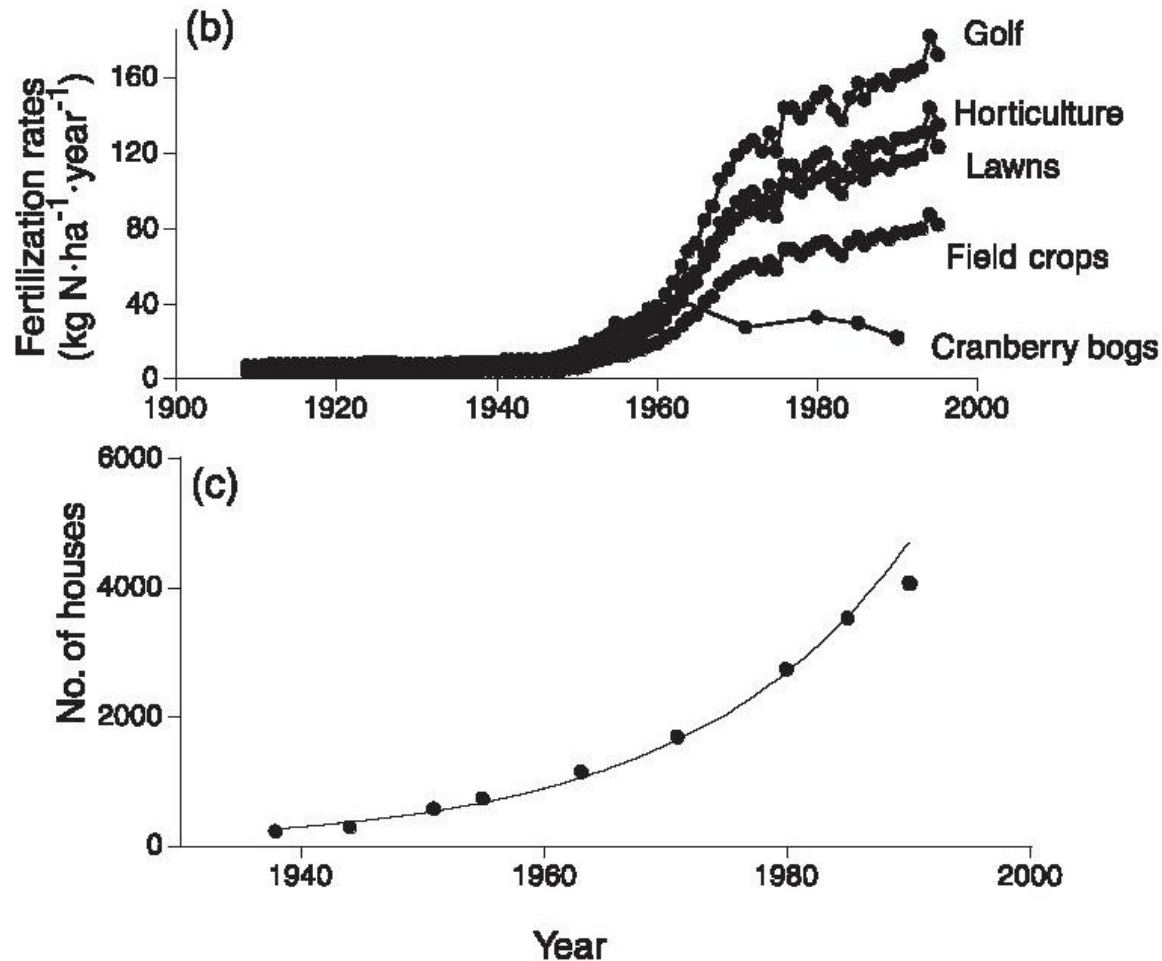 (b)
Fertilization rates
(kg N·ha⁻¹·year⁻¹)
160
120
80
40
0
1900
1920
1940
1960
1980
2000
Golf
Horticulture
Lawns
Field crops
Cranberry bogs
(c)
No. of houses
6000
4000
2000
0
1940
1960
1980
2000
Year